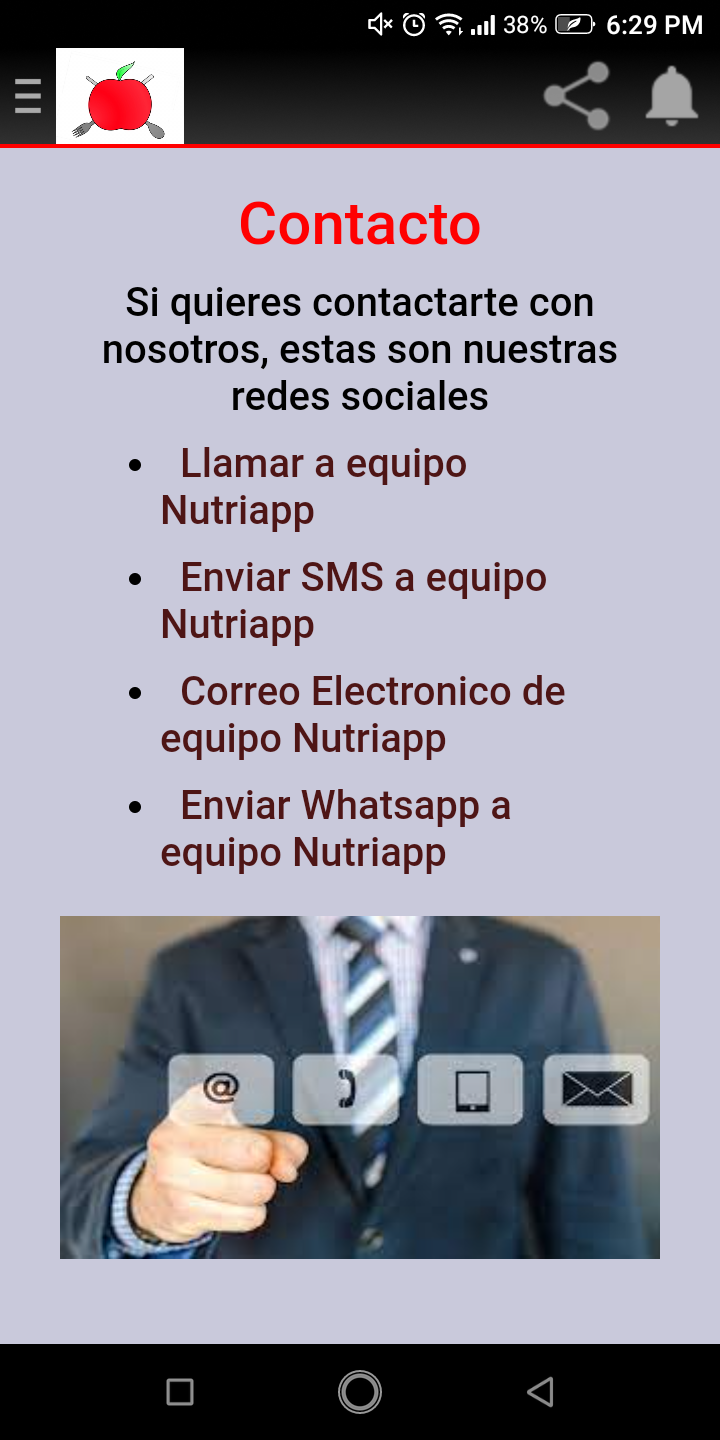 38% 6:29 PM
Contacto
Si quieres contactarte con
nosotros, estas son nuestras
redes sociales
• Llamar a equipo
Nutriapp
• Enviar SMS a equipo
Nutriapp
• Correo Electronico de
equipo Nutriapp
• Enviar Whatsapp a
equipo Nutriapp
@